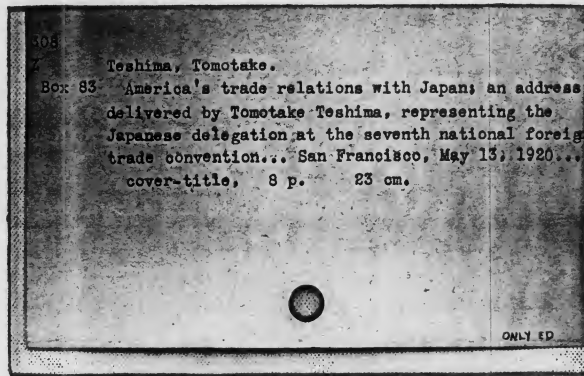 308
Z
Teshima, Tomotake.
Box 83 America's trade relations with Japan; an address
delivered by Tomotake Teshima, representing the
Japanese delegation at the seventh national foreig
trade convention... San Francisco, May 13, 1920...
cover-title, 8 p. 23 cm.
ONLY ED